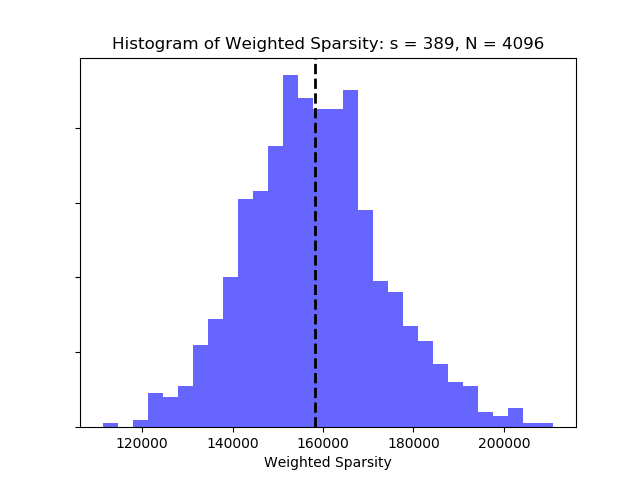 Histogram of Weighted Sparsity: s = 389, N = 4096
120000 140000 160000 180000 200000
Weighted Sparsity